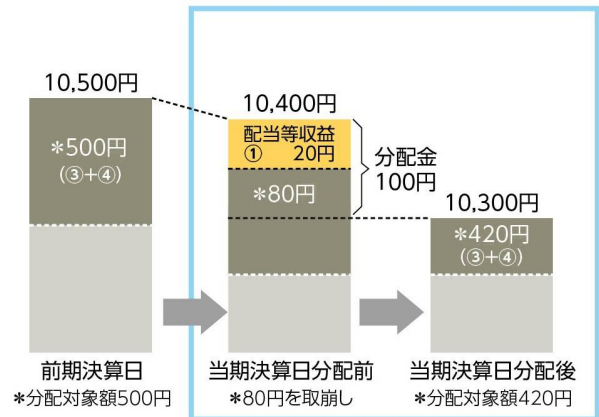 10,500円
*500円
(③+④)
前期決算日
*分配対象額500円
10,400円
配当等収益
① 20円
*80円
分配金
100円
当期決算日分配前
*80円を取崩し
10,300円
*420円
(③+④)
当期決算日分配後
*分配対象額420円